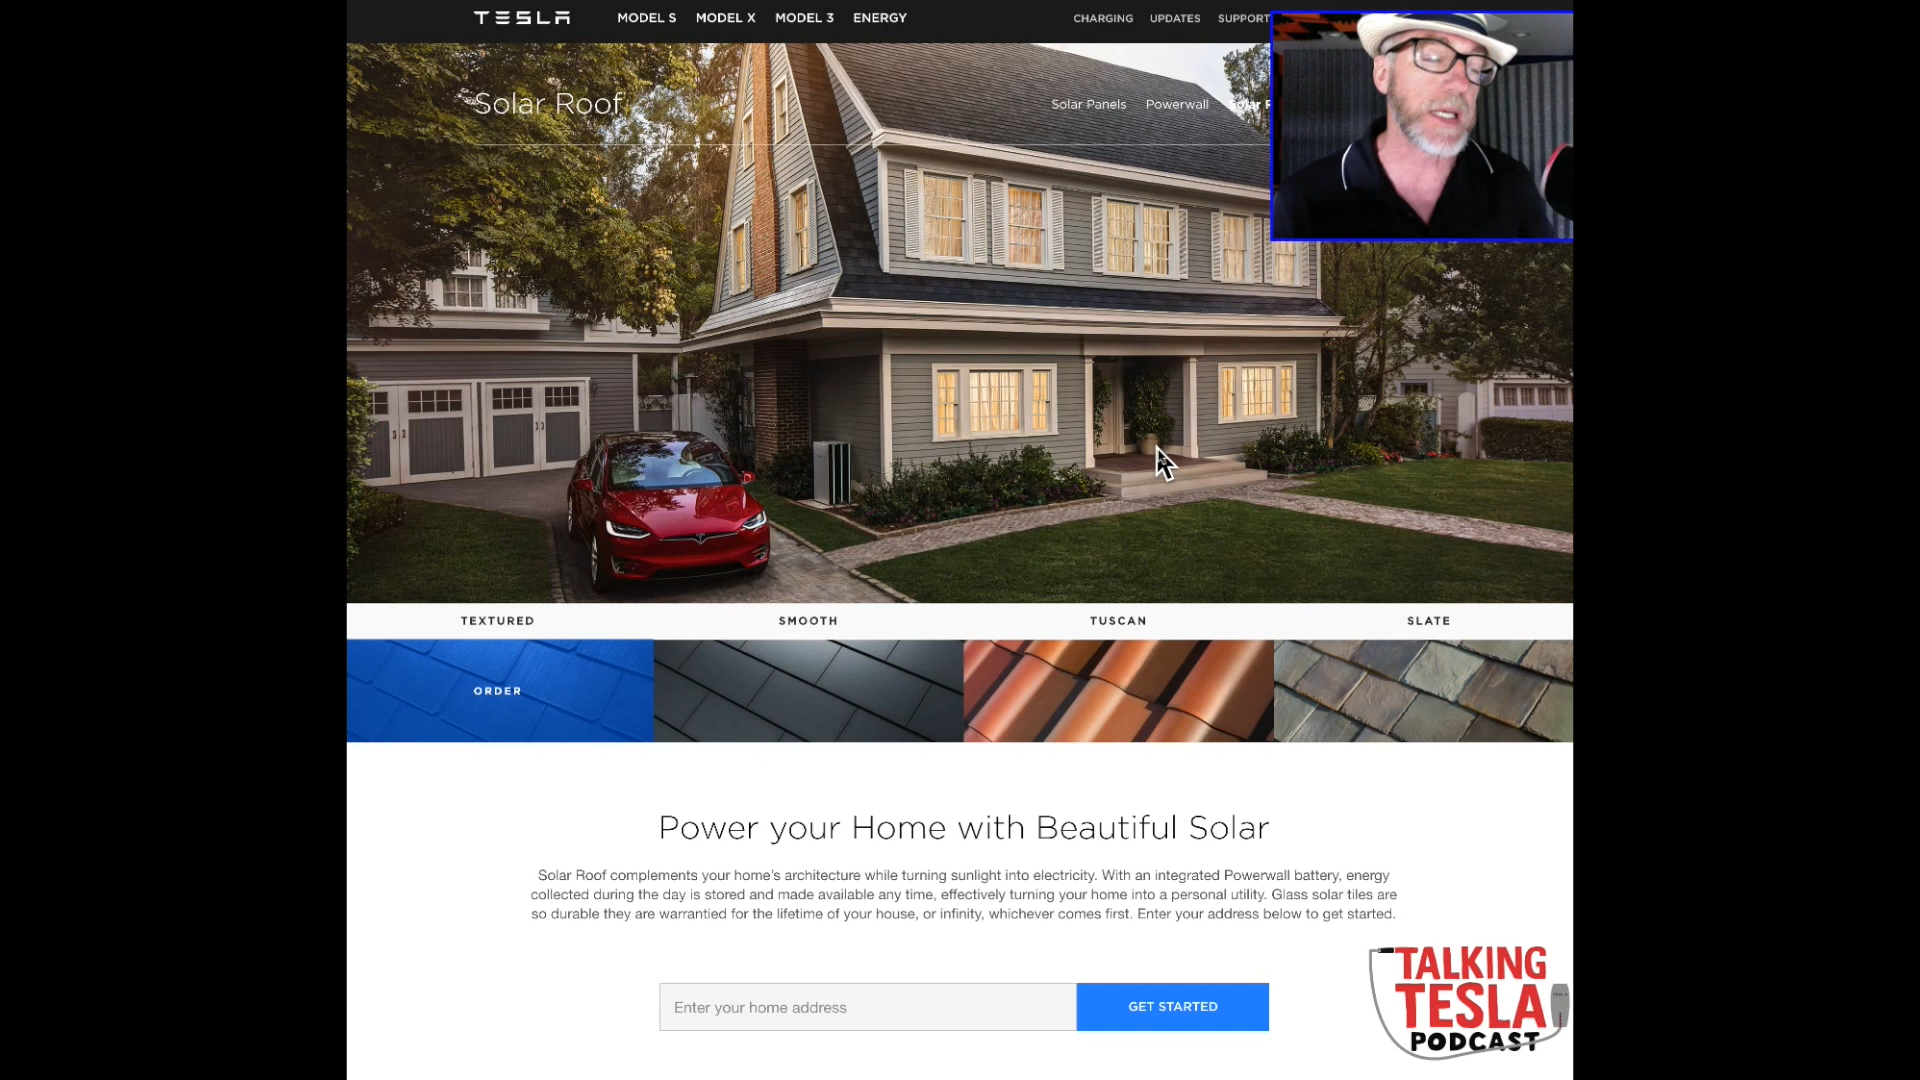 TESLA MODEL S MODEL X MODEL 3 ENERGY CHARGING UPDATES SUPPORT
Solar Roof Solar Panels Powerwall Solar R
TEXTURED SMOOTH TUSCAN SLATE
ORDER
Power your Home with Beautiful Solar
Solar Roof complements your home's architecture while turning sunlight into electricity. With an integrated Powerwall battery, energy
collected during the day is stored and made available any time, effectively turning your home into a personal utility. Glass solar tiles are
so durable they are warrantied for the lifetime of your house, or infinity, whichever comes first. Enter your address below to get started.
Enter your home address GET STARTED
TALKING
TESLA
PODCAST